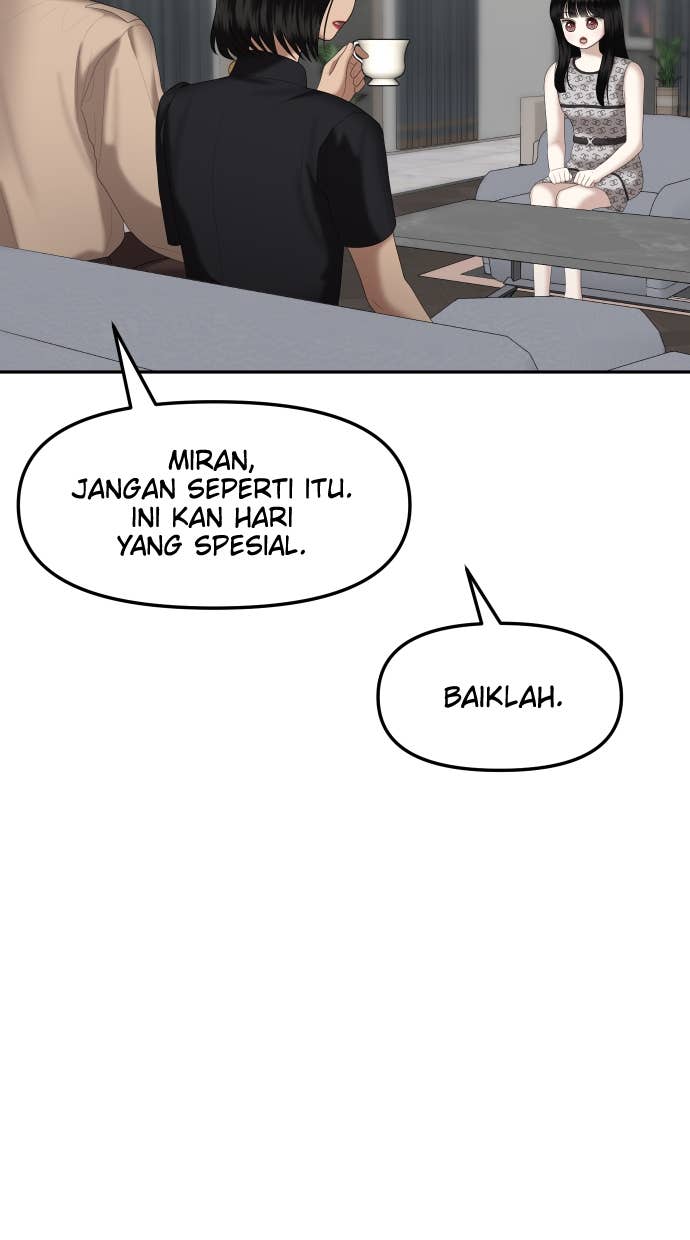 MIRAN,
JANGAN SEPERTI ITU.
INI KAN HARI
YANG SPESIAL.
BAIKLAH.